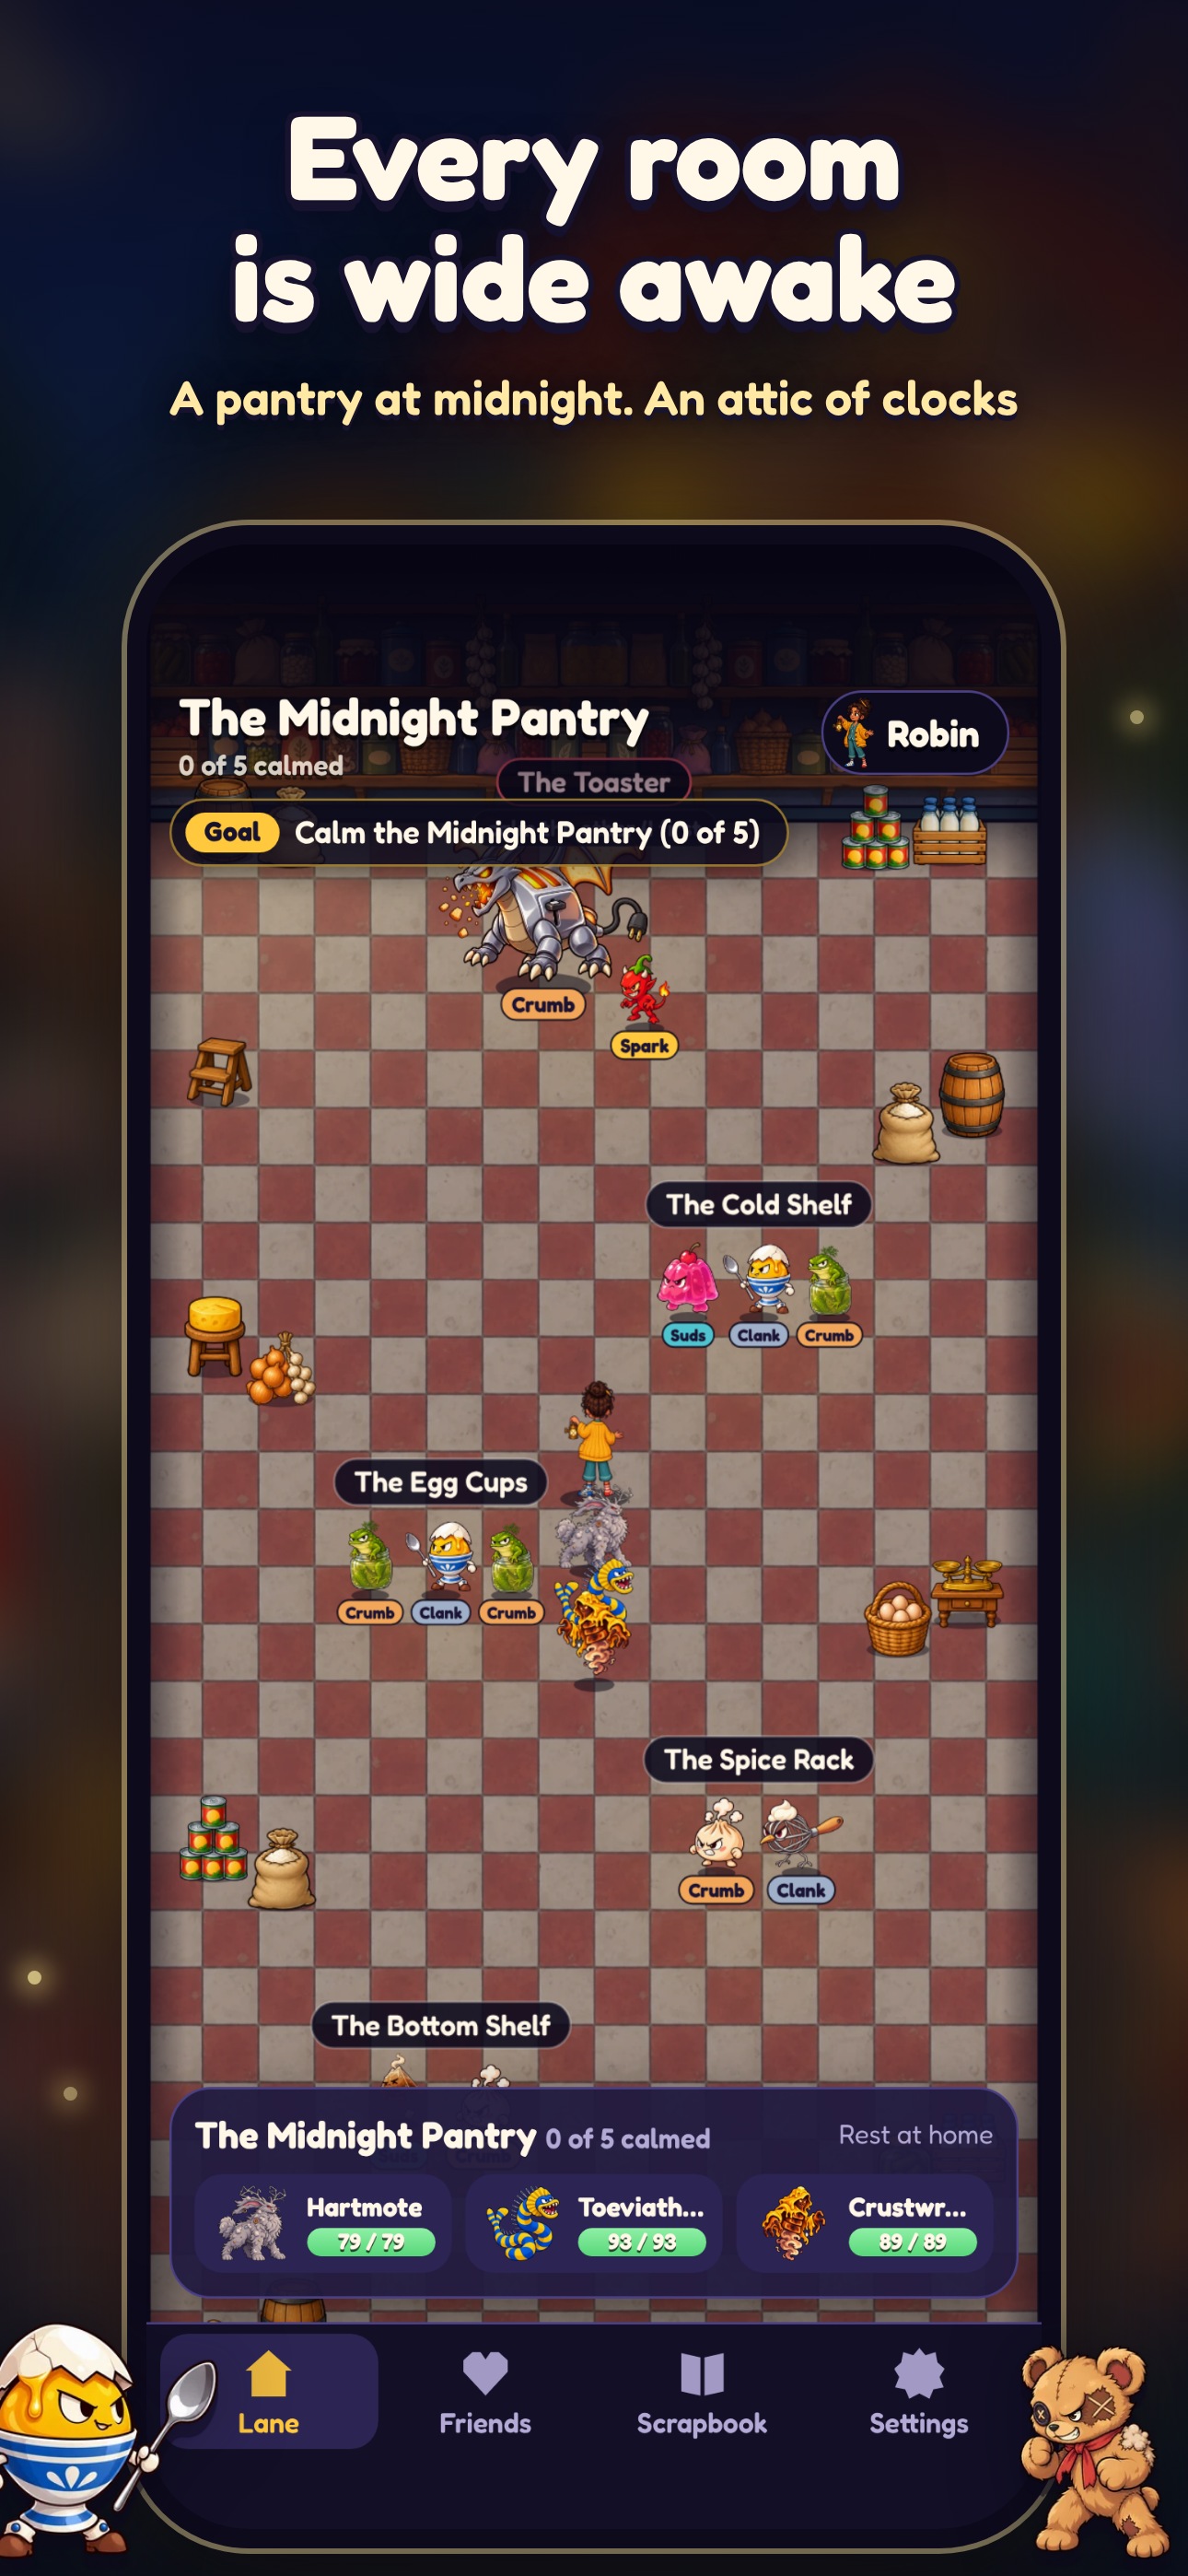 Every room
is wide awake
A pantry at midnight. An attic of clocks
The Midnight Pantry
0 of 5 calmed
Robin
The Toaster
Goal Calm the Midnight Pantry (0 of 5)
Crumb
Spark
The Cold Shelf
Suds Clank Crumb
The Egg Cups
Crumb Clank Crumb
The Spice Rack
Crumb Clank
The Bottom Shelf
The Midnight Pantry 0 of 5 calmed Rest at home
Hartmote Toeviath... Crustwr...
79 / 79 93 / 93 89 / 89
Lane Friends Scrapbook Settings